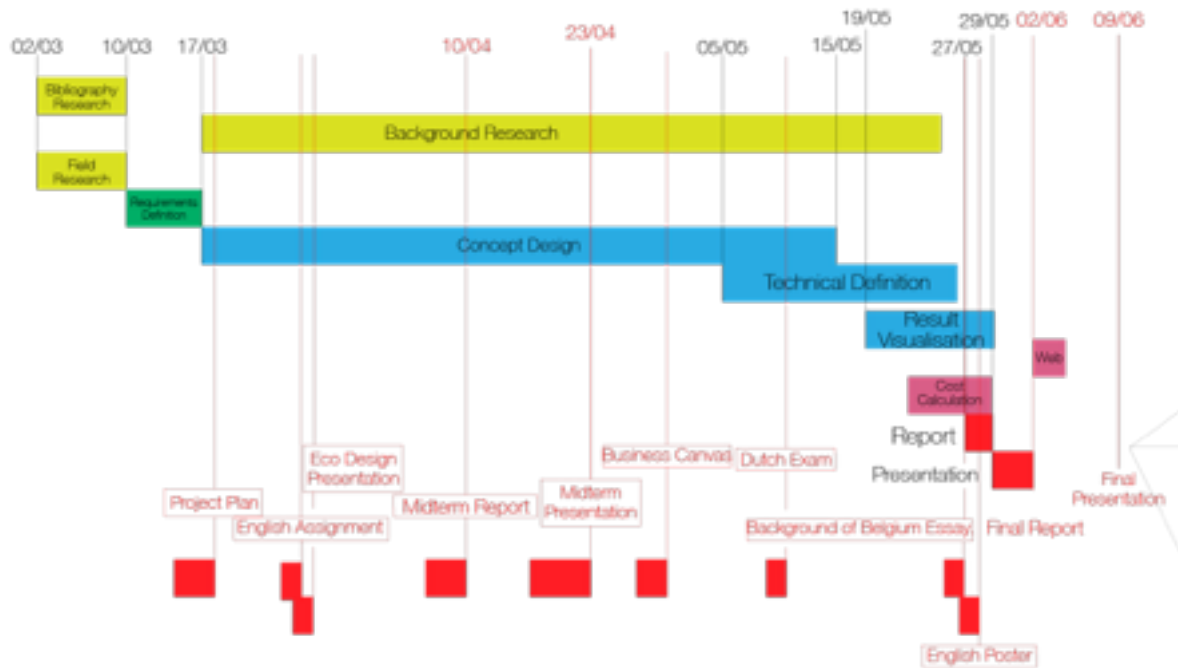 19/05
29/05
02/06
09/06
02/03
10/03
17/03
10/04
23/04
05/05
15/05
27/05
Bibliography
Research
Background Research
Field
Research
Requirements
Definition
Concept Design
Technical Definition
Result
Visualisation
Web
Cost
Calculation
Report
Presentation
Eco Design
Presentation
Business Canvas
Dutch Exam
Project Plan
English Assignment
Midterm Report
Midterm
Presentation
Final
Presentation
Background of Belgium Essay
Final Report
English Poster